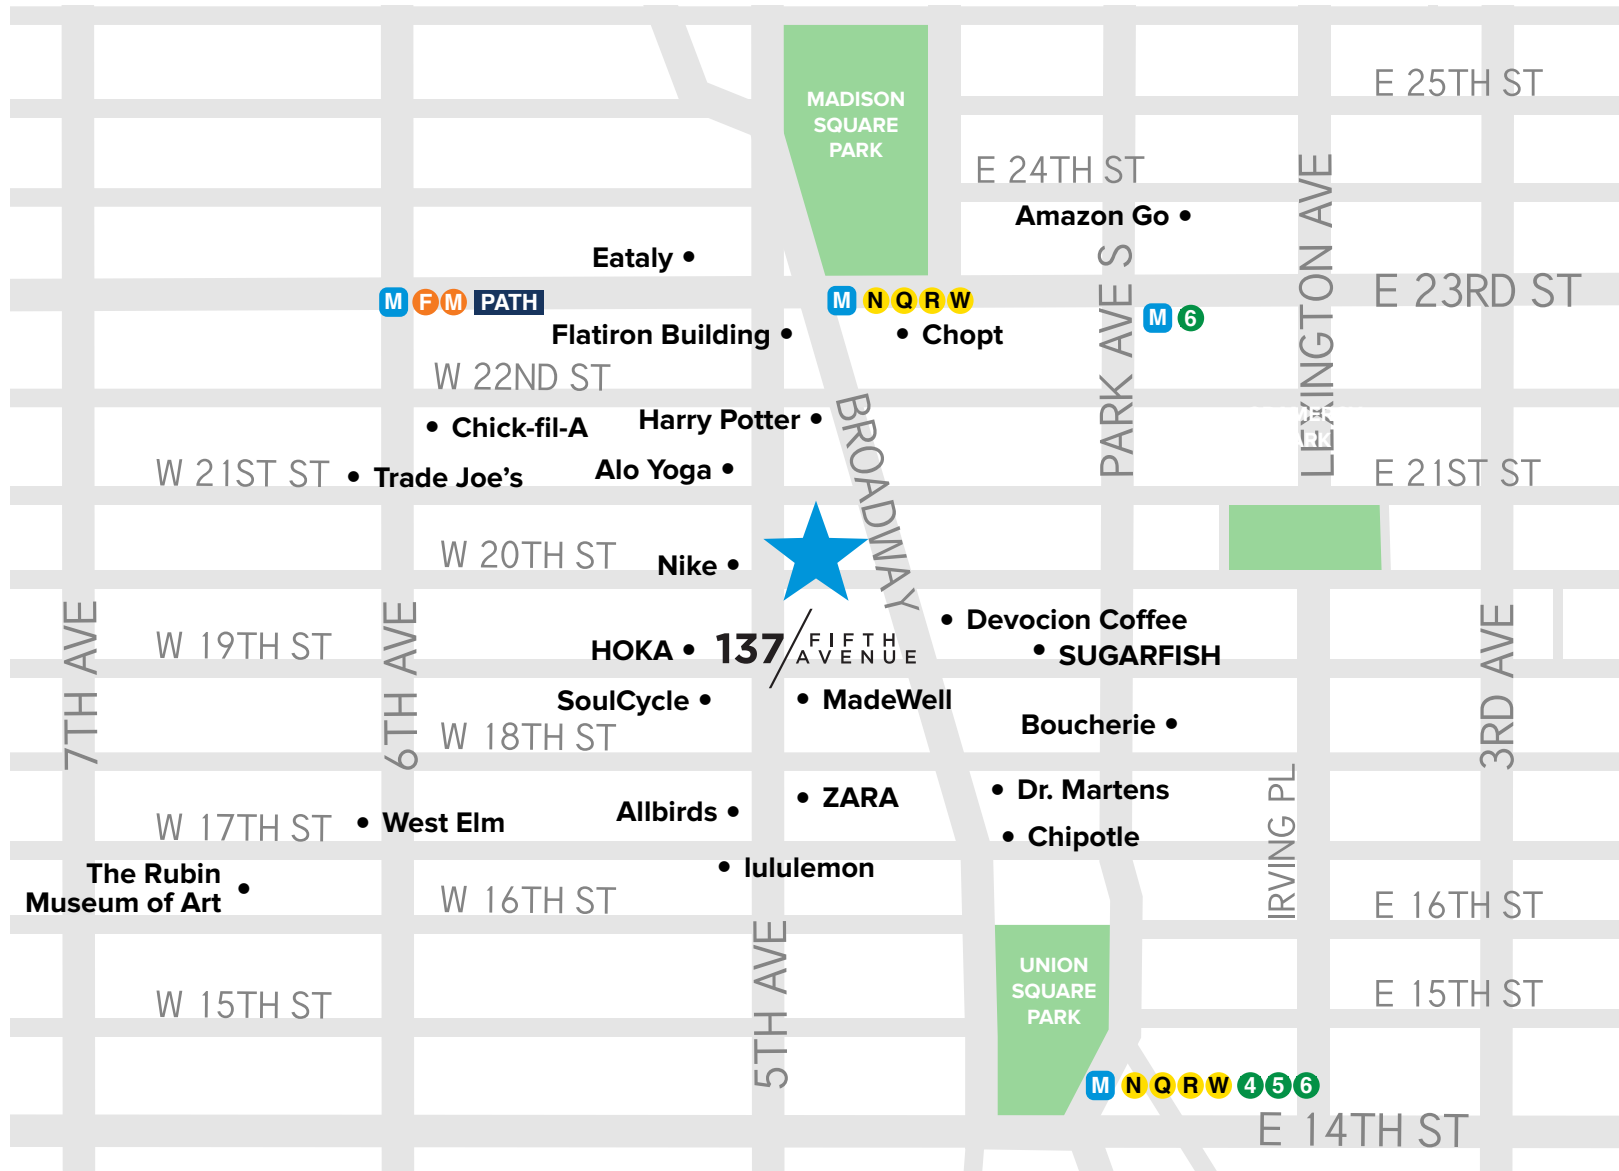 MADISON
SQUARE
PARK
E 25TH ST
E 24TH ST
Amazon Go
LEXINGTON AVE
Eataly
PARK AVE S
E 23RD ST
M F M PATH
M N Q R W
M 6
Flatiron Building
Chopt
W 22ND ST
Harry Potter
BROADWAY
Chick-fil-A
W 21ST ST
Trade Joe's
Alo Yoga
E 21ST ST
W 20TH ST
Nike
7TH AVE
6TH AVE
3RD AVE
W 19TH ST
HOKA
137 FIFTH
AVENUE
Devocion Coffee
SUGARFISH
SoulCycle
MadeWell
W 18TH ST
Boucherie
IRVING PL
Dr. Martens
ZARA
Allbirds
W 17TH ST
West Elm
Chipotle
The Rubin
Museum of Art
lululemon
W 16TH ST
E 16TH ST
5TH AVE
UNION
SQUARE
PARK
W 15TH ST
E 15TH ST
M N Q R W 4 5 6
E 14TH ST